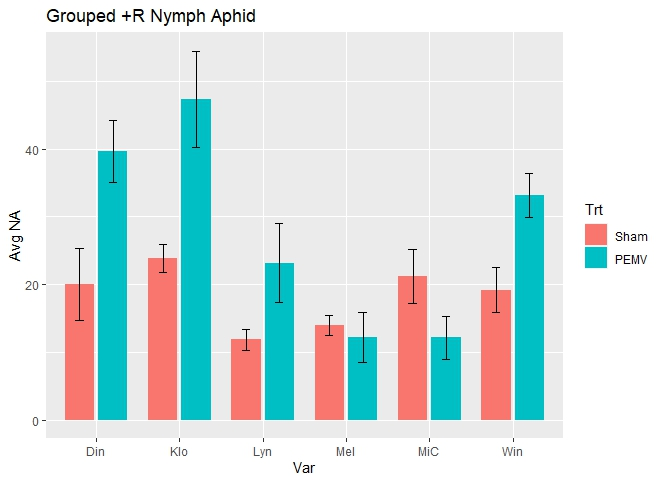 Grouped +R Nymph Aphid
Avg NA
40
20
0
Din Klo Lyn Mel MiC Win
Var
Trt
Sham
PEMV